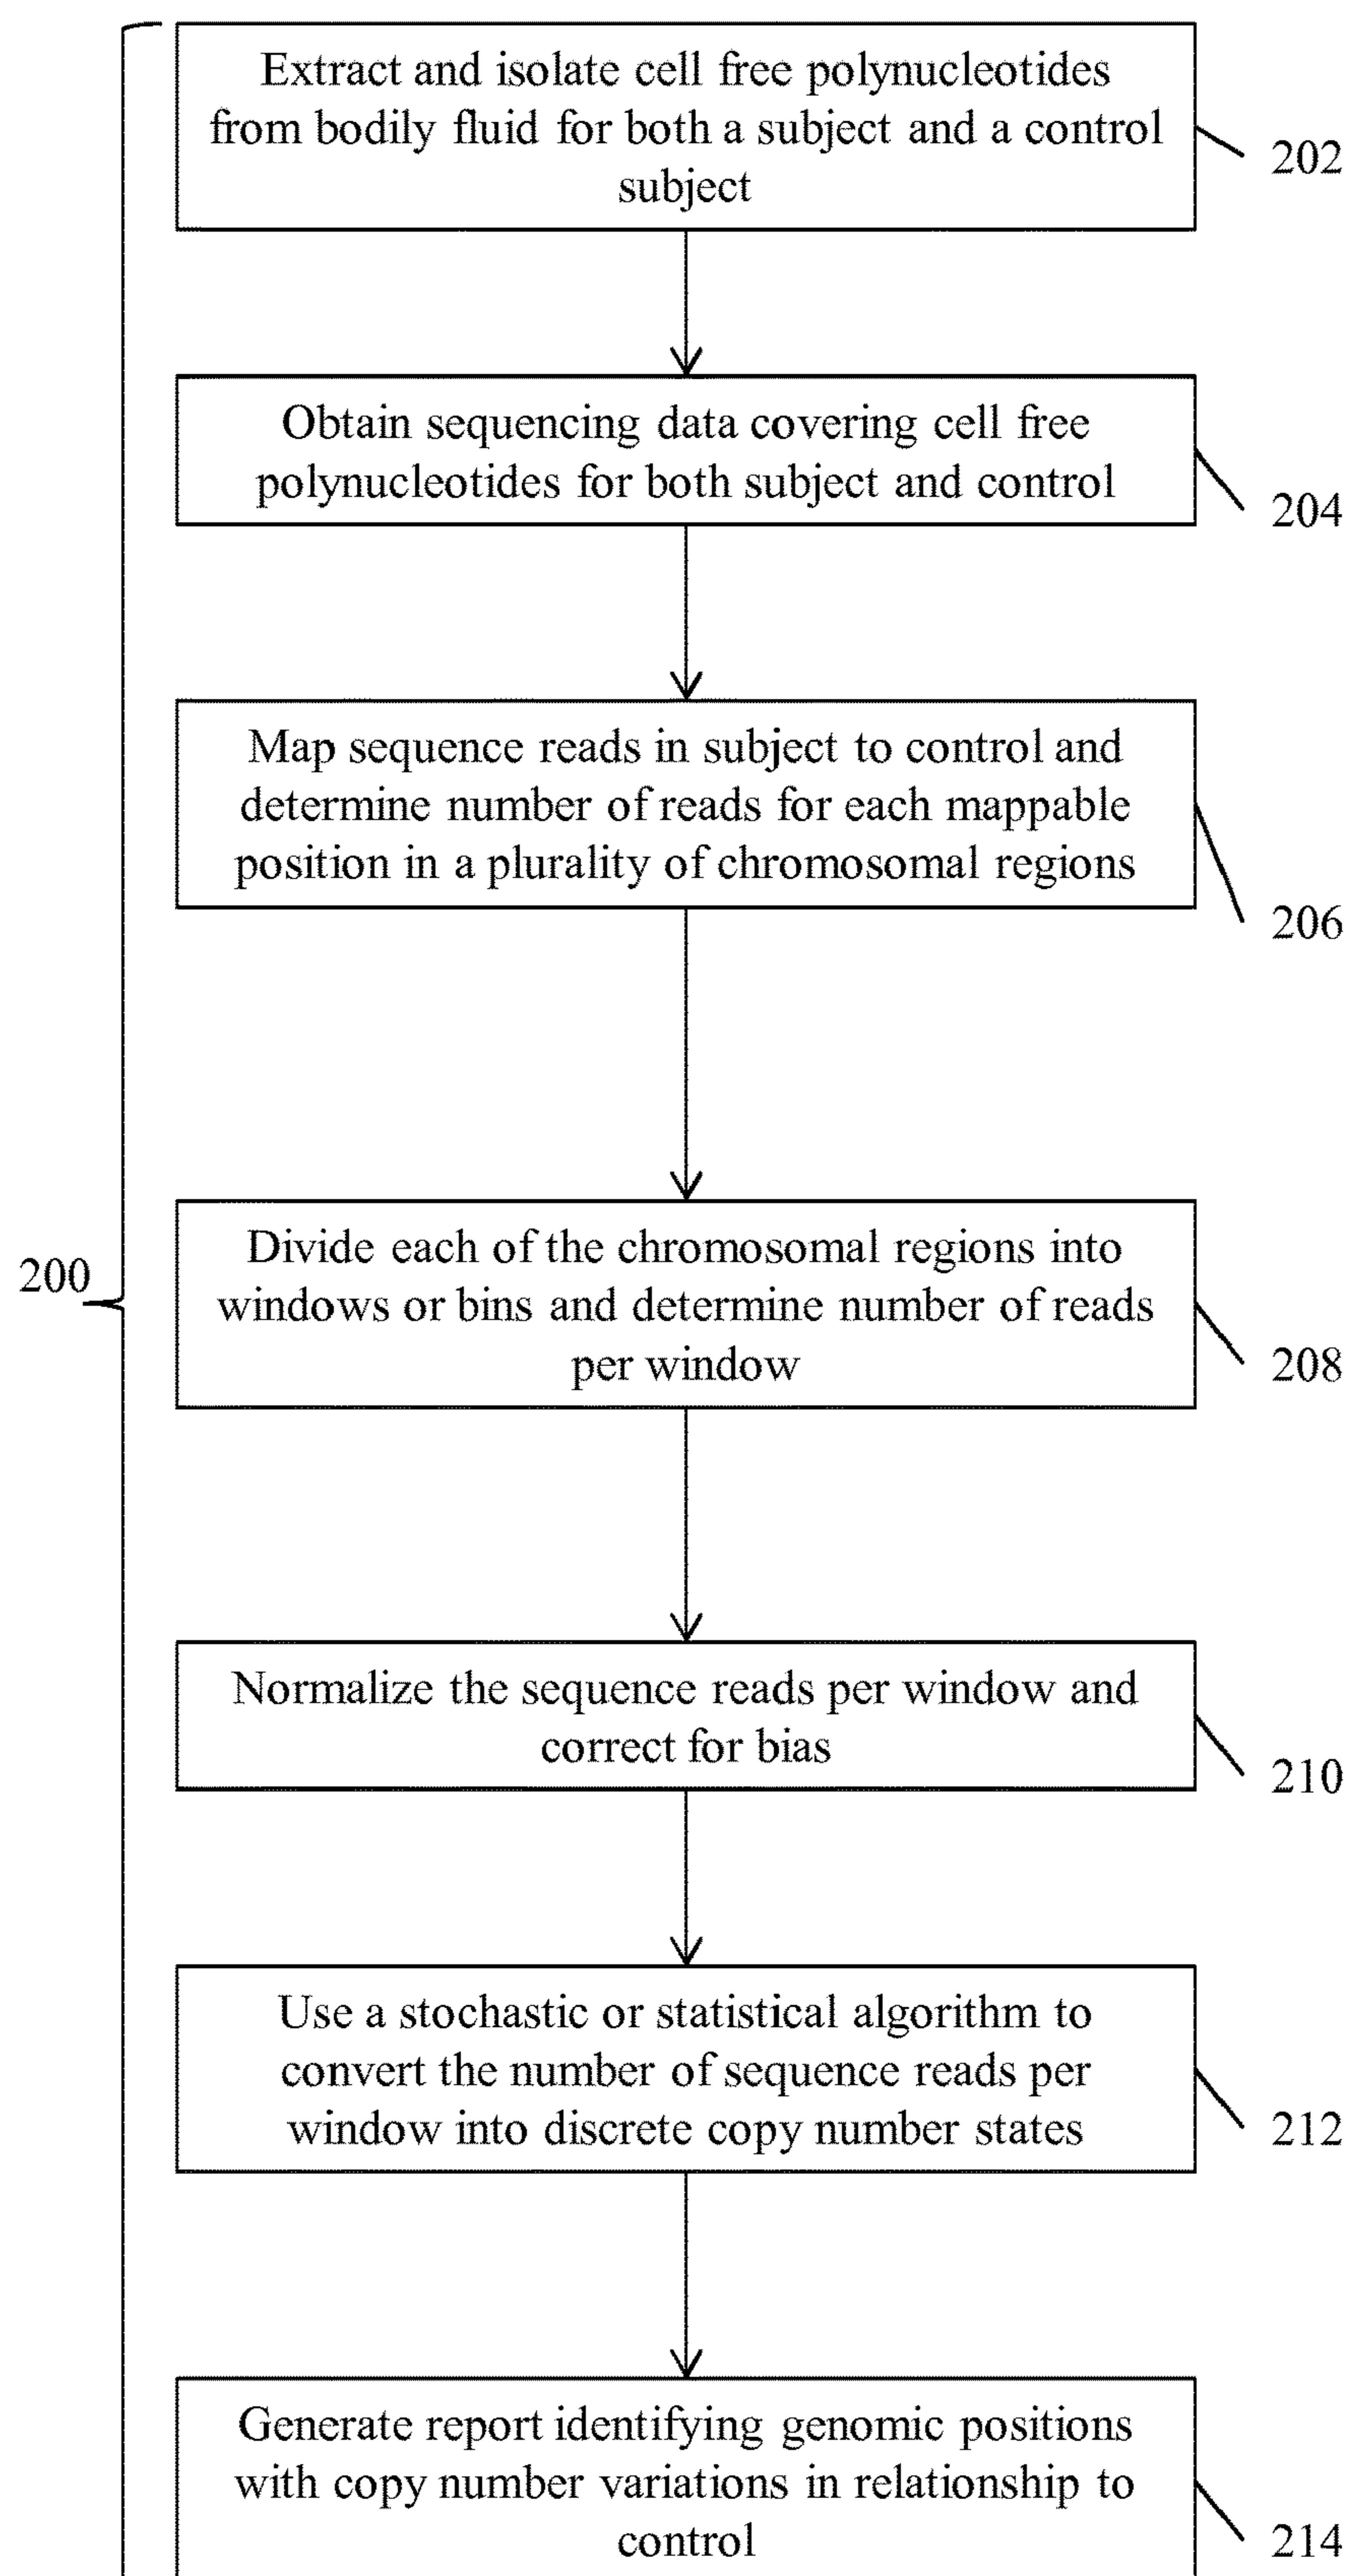 Extract and isolate cell free polynucleotides
from bodily fluid for both a subject and a control
subject
202
Obtain sequencing data covering cell free
polynucleotides for both subject and control
204
Map sequence reads in subject to control and
determine number of reads for each mappable
position in a plurality of chromosomal regions
206
200
Divide each of the chromosomal regions into
windows or bins and determine number of reads
per window
208
Normalize the sequence reads per window and
correct for bias
210
Use a stochastic or statistical algorithm to
convert the number of sequence reads per
window into discrete copy number states
212
Generate report identifying genomic positions
with copy number variations in relationship to
control
214